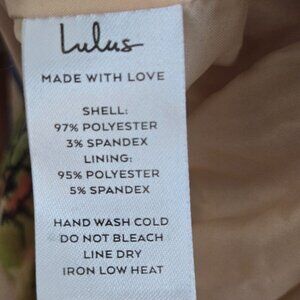 Lulus
MADE WITH LOVE
SHELL:
97% POLYESTER
3% SPANDEX
LINING:
95% POLYESTER
5% SPANDEX
HAND WASH COLD
DO NOT BLEACH
LINE DRY
IRON LOW HEAT